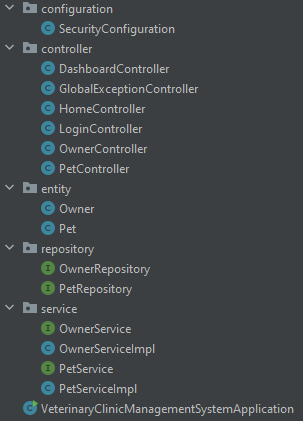 configuration
C SecurityConfiguration
controller
C DashboardController
C GlobalExceptionController
C HomeController
C LoginController
C OwnerController
C PetController
entity
C Owner
C Pet
repository
I OwnerRepository
I PetRepository
service
I OwnerService
C OwnerServiceImpl
I PetService
C PetServiceImpl
C VeterinaryClinicManagementSystemApplication